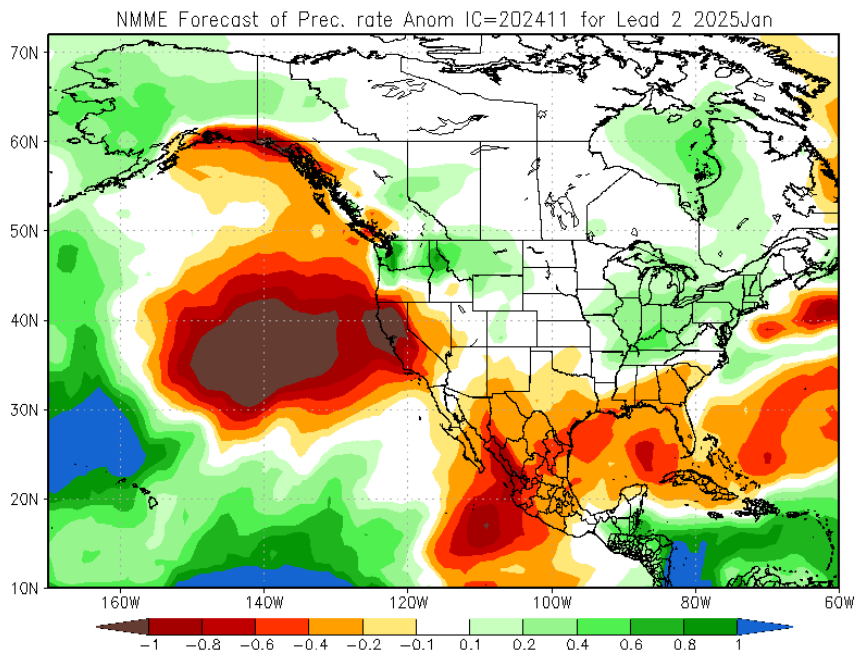 NMME Forecast of Prec. rate Anom IC=202411 for Lead 2 2025Jan
70N
60N
50N
40N
30N
20N
10N
160W 140W 120W 100W 80W 60W
-1 -0.8 -0.6 -0.4 -0.2 -0.1 0.1 0.2 0.4 0.6 0.8 1